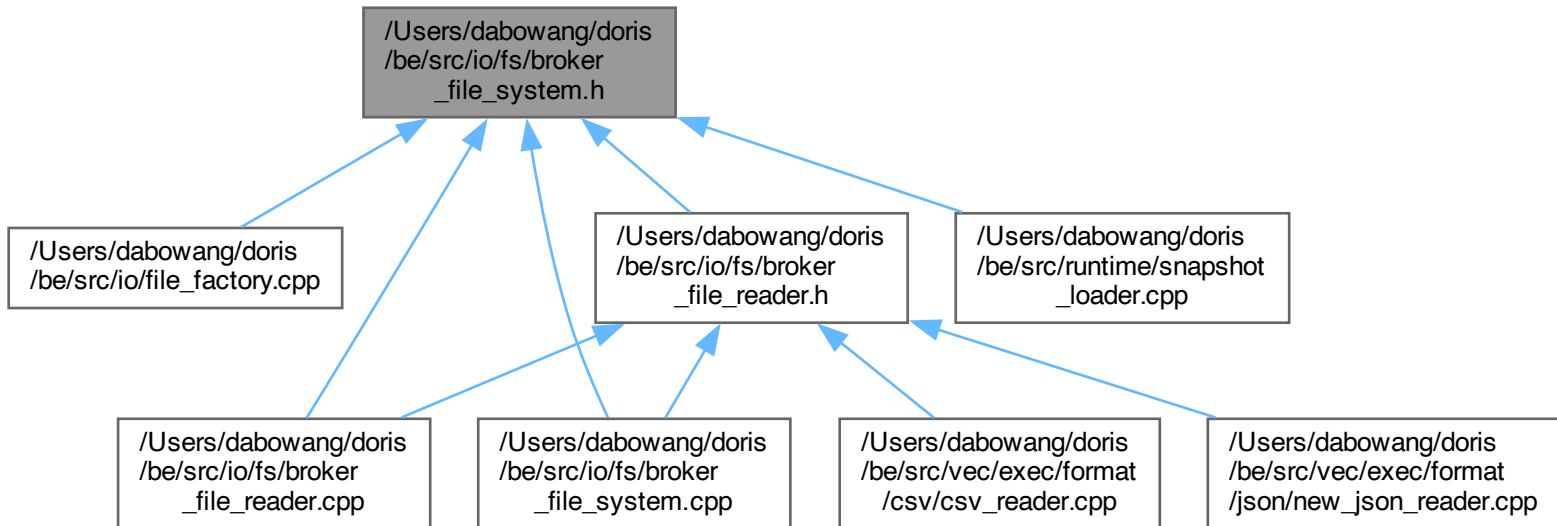 /Users/dabowang/doris
/be/src/io/fs/broker
_file_system.h
/Users/dabowang/doris
/be/src/io/file_factory.cpp
/Users/dabowang/doris
/be/src/io/fs/broker
_file_reader.h
/Users/dabowang/doris
/be/src/runtime/snapshot
_loader.cpp
/Users/dabowang/doris
/be/src/io/fs/broker
_file_reader.cpp
/Users/dabowang/doris
/be/src/io/fs/broker
_file_system.cpp
/Users/dabowang/doris
/be/src/vec/exec/format
/csv/csv_reader.cpp
/Users/dabowang/doris
/be/src/vec/exec/format
/json/new_json_reader.cpp